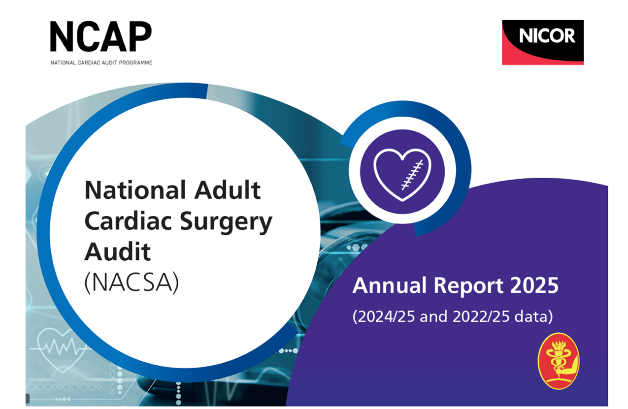 NCAP
NATIONAL CARDIAC AUDIT PROGRAMME
NICOR
National Adult
Cardiac Surgery
Audit
(NACSA)
Annual Report 2025
(2024/25 and 2022/25 data)